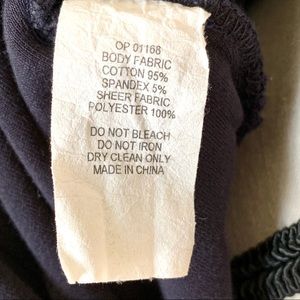 OP 01168
BODY FABRIC
COTTON 95%
SPANDEX 5%
SHEER FABRIC
POLYESTER 100%
DO NOT BLEACH
DO NOT IRON
DRY CLEAN ONLY
MADE IN CHINA